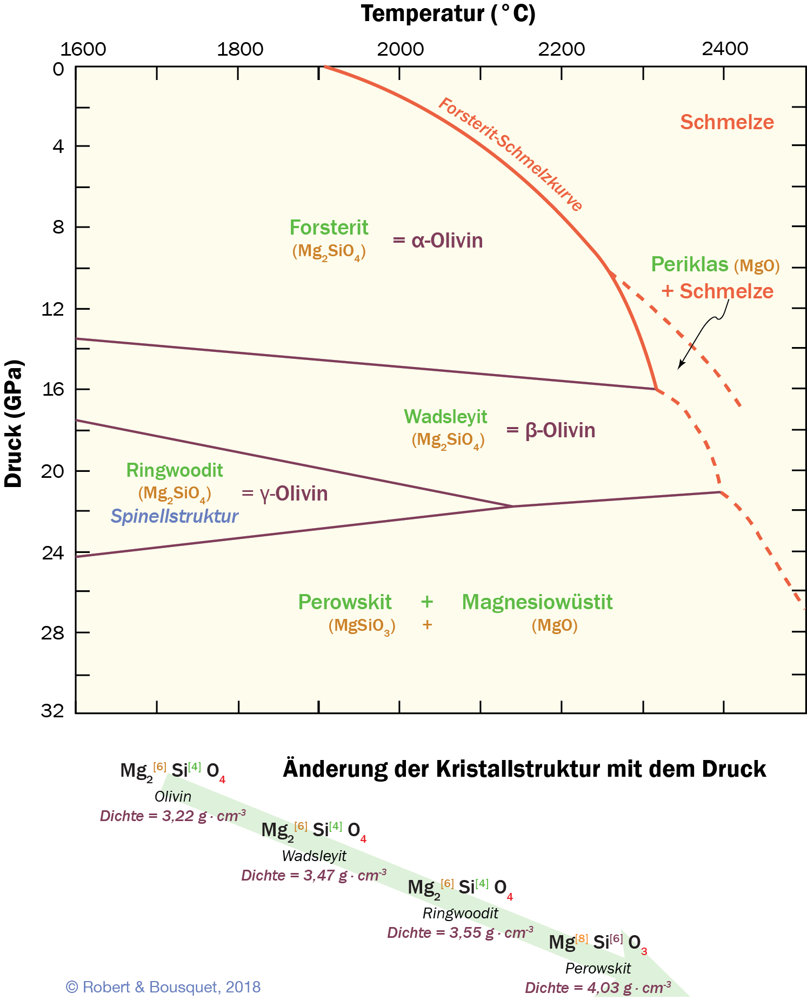 Temperatur (°C)
1600 1800 2000 2200 2400
0
4
8
12
16
20
24
28
32
Druck (GPa)
Forsterit-Schmelzkurve
Schmelze
Forsterit
(Mg₂SiO₄)
= α-Olivin
Periklas (MgO)
+ Schmelze
Wadsleyit
(Mg₂SiO₄)
= β-Olivin
Ringwoodit
(Mg₂SiO₄)
= γ-Olivin
Spinellstruktur
Perowskit + Magnesiowüstit
(MgSiO₃) + (MgO)
Änderung der Kristallstruktur mit dem Druck
Mg₂[6] Si[4] O₄
Olivin
Dichte = 3,22 g · cm⁻³
Mg₂[6] Si[4] O₄
Wadsleyit
Dichte = 3,47 g · cm⁻³
Mg₂[6] Si[4] O₄
Ringwoodit
Dichte = 3,55 g · cm⁻³
Mg[8] Si[6] O₃
Perowskit
Dichte = 4,03 g · cm⁻³
© Robert & Bousquet, 2018